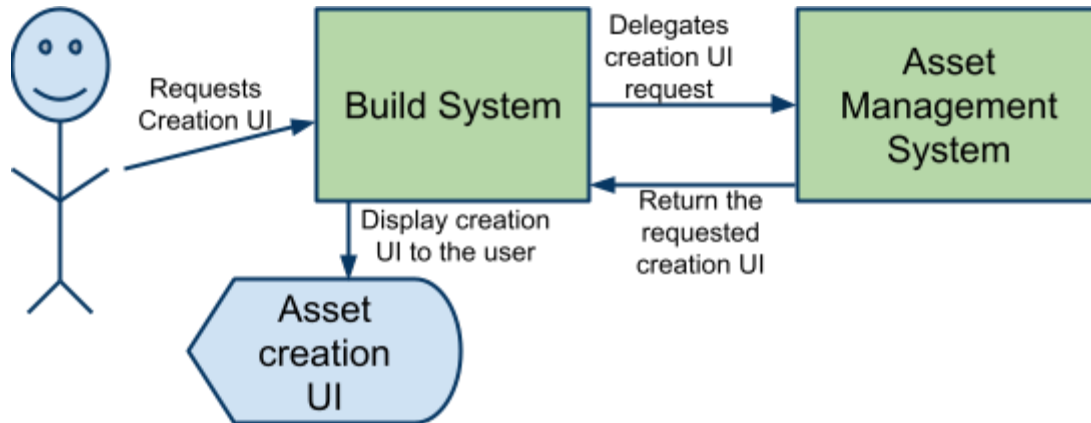 Requests
Creation UI
Build System
Delegates
creation UI
request
Asset
Management
System
Return the
requested
creation UI
Display creation
UI to the user
Asset
creation
UI